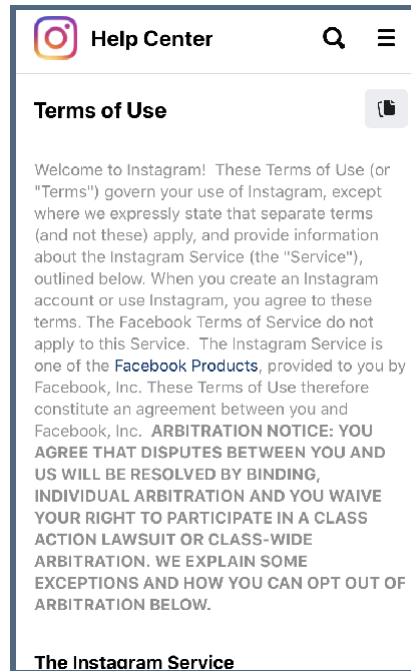 Help Center
Terms of Use
Welcome to Instagram!  These Terms of Use (or
"Terms") govern your use of Instagram, except
where we expressly state that separate terms
(and not these) apply, and provide information
about the Instagram Service (the "Service"),
outlined below. When you create an Instagram
account or use Instagram, you agree to these
terms. The Facebook Terms of Service do not
apply to this Service.  The Instagram Service is
one of the Facebook Products, provided to you by
Facebook, Inc. These Terms of Use therefore
constitute an agreement between you and
Facebook, Inc.  ARBITRATION NOTICE: YOU
AGREE THAT DISPUTES BETWEEN YOU AND
US WILL BE RESOLVED BY BINDING,
INDIVIDUAL ARBITRATION AND YOU WAIVE
YOUR RIGHT TO PARTICIPATE IN A CLASS
ACTION LAWSUIT OR CLASS-WIDE
ARBITRATION. WE EXPLAIN SOME
EXCEPTIONS AND HOW YOU CAN OPT OUT OF
ARBITRATION BELOW.
The Instagram Service